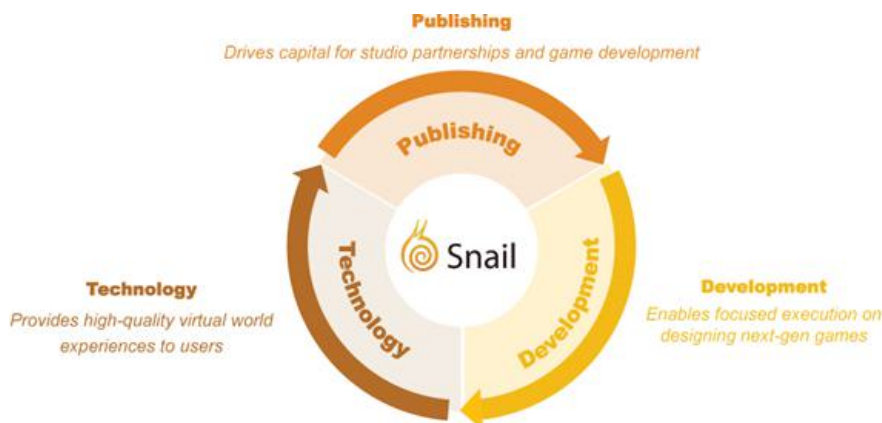 Publishing
Drives capital for studio partnerships and game development
Publishing
Technology
Snail
Development
Technology
Provides high-quality virtual world
experiences to users
Development
Enables focused execution on
designing next-gen games